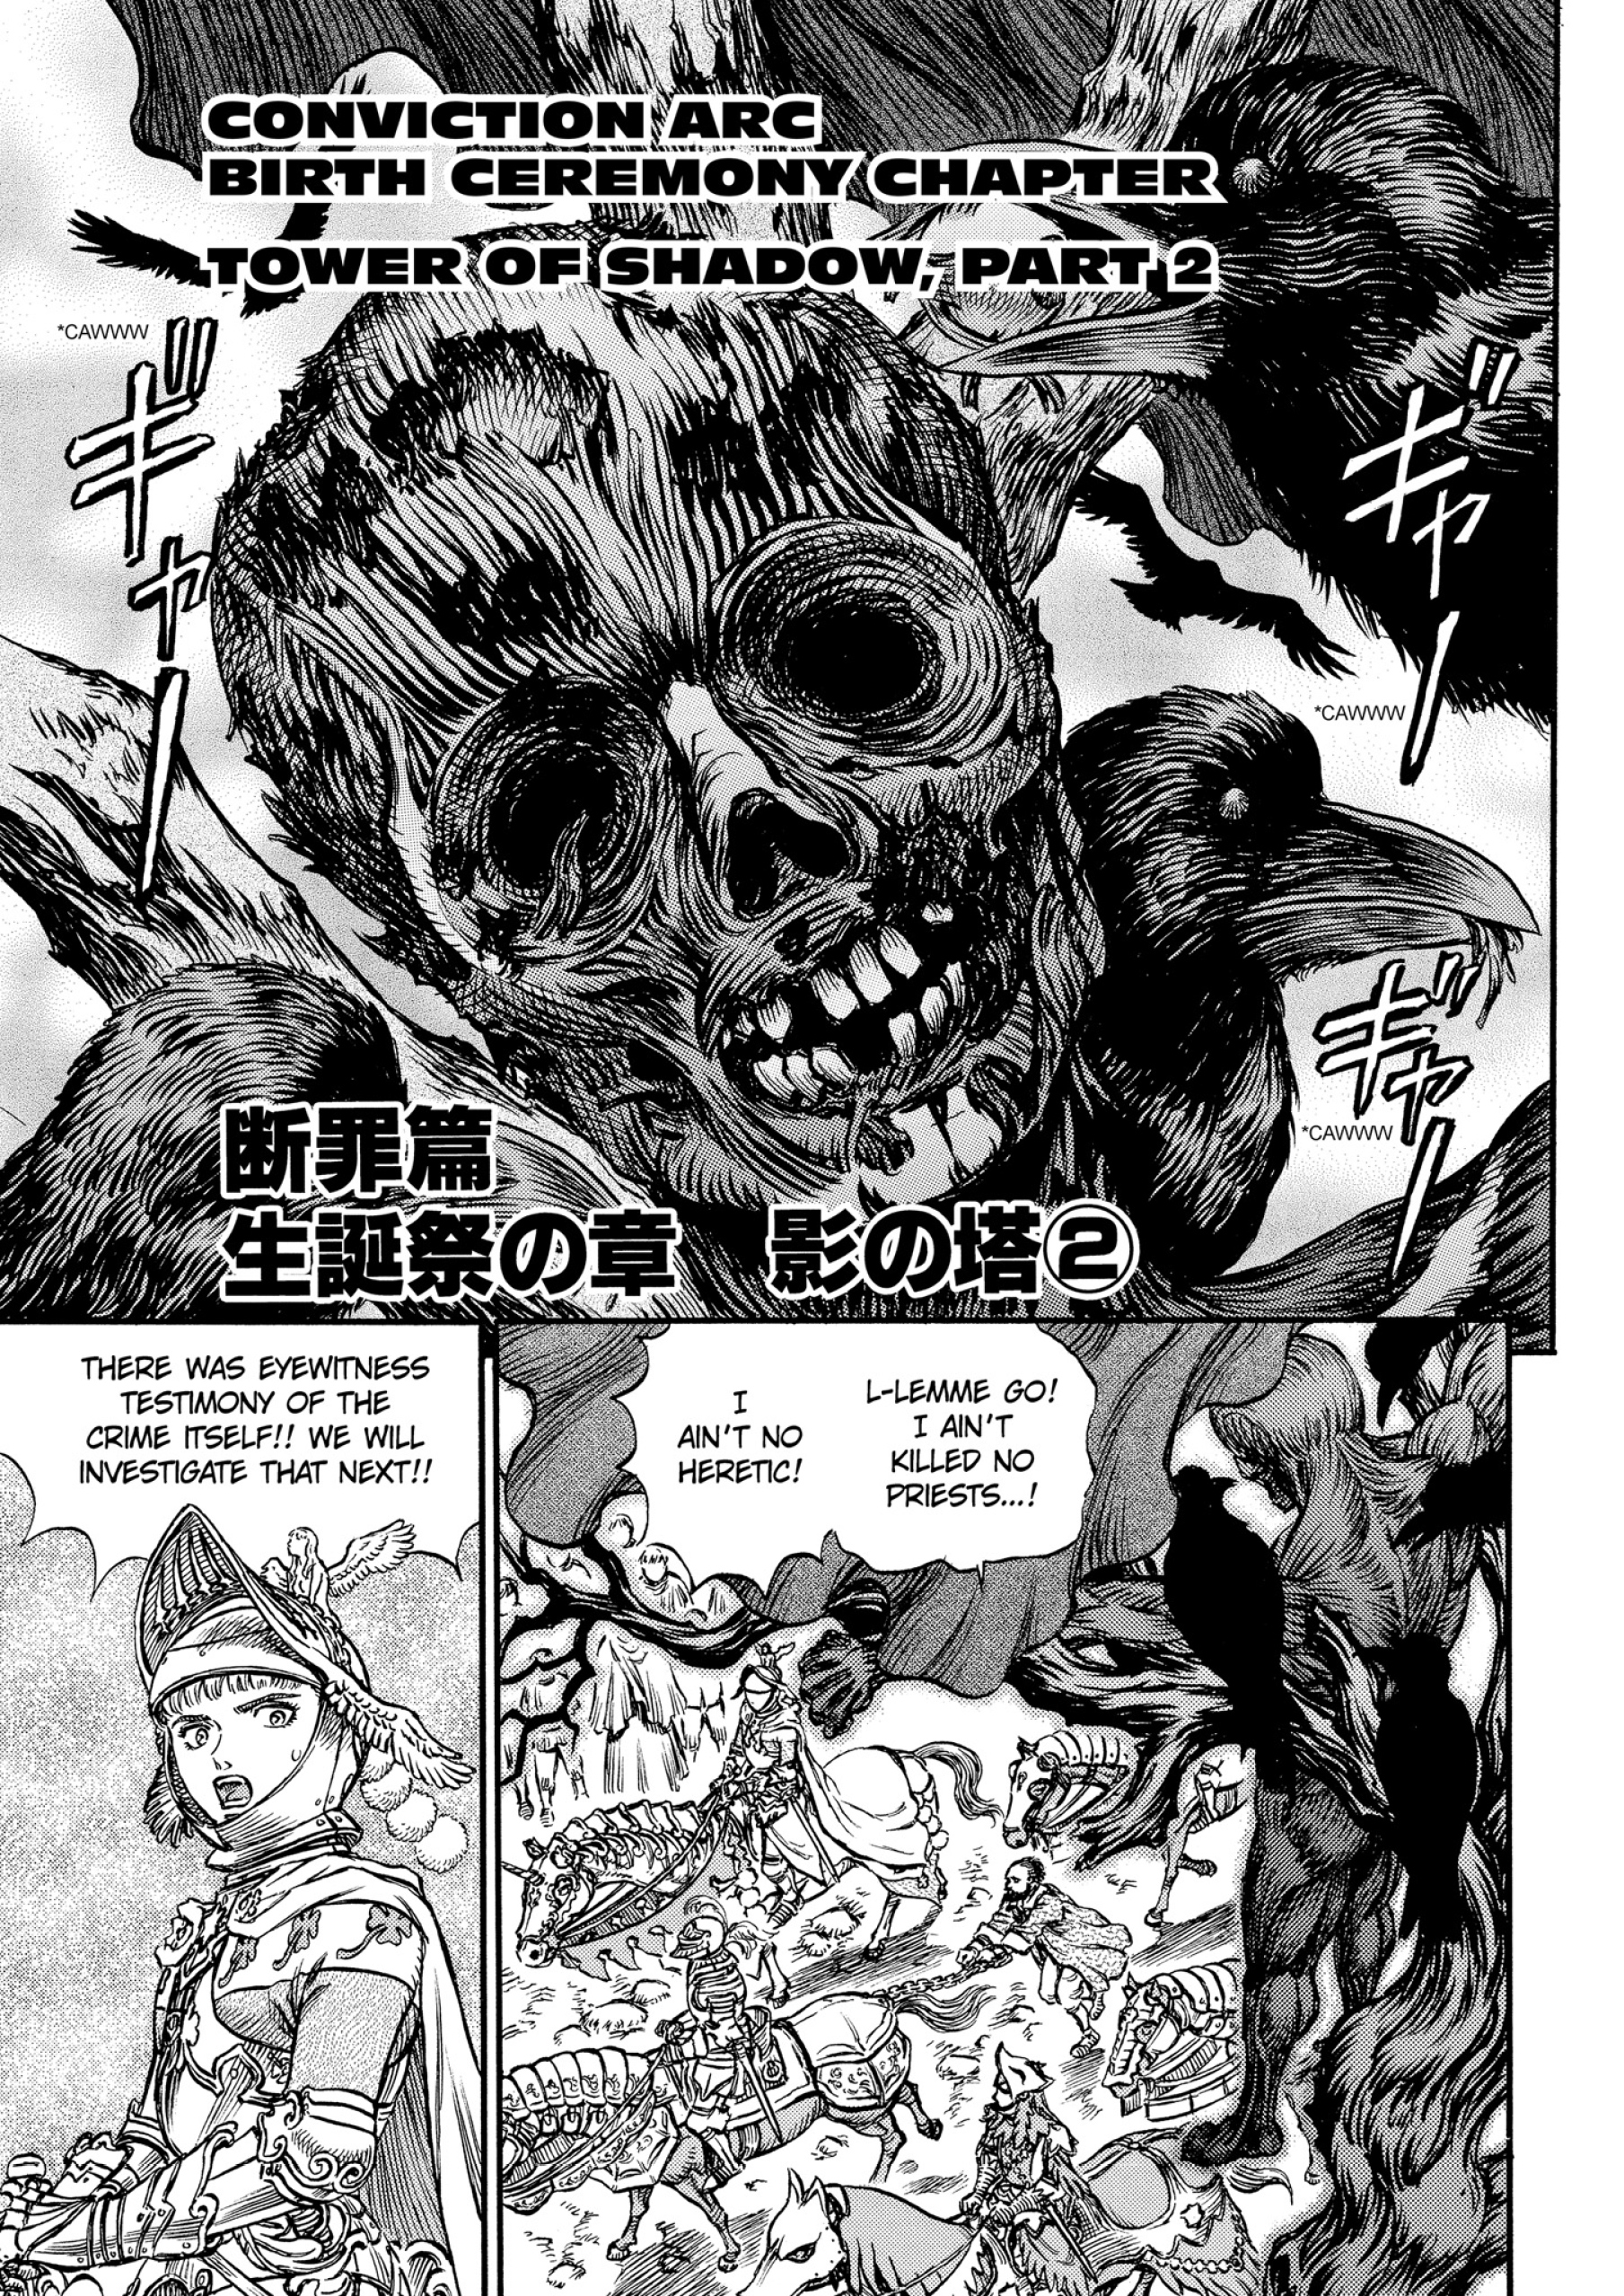 CONVICTION ARC
BIRTH CEREMONY CHAPTER
TOWER OF SHADOW, PART 2
*CAWWW
ギャー
ギャー
*CAWWW
ギャー
*CAWWW
断罪篇
生誕祭の章 影の塔②
L-LEMME GO!
I AIN'T
KILLED NO
PRIESTS...!
I
AIN'T NO
HERETIC!
THERE WAS EYEWITNESS
TESTIMONY OF THE
CRIME ITSELF!! WE WILL
INVESTIGATE THAT NEXT!!